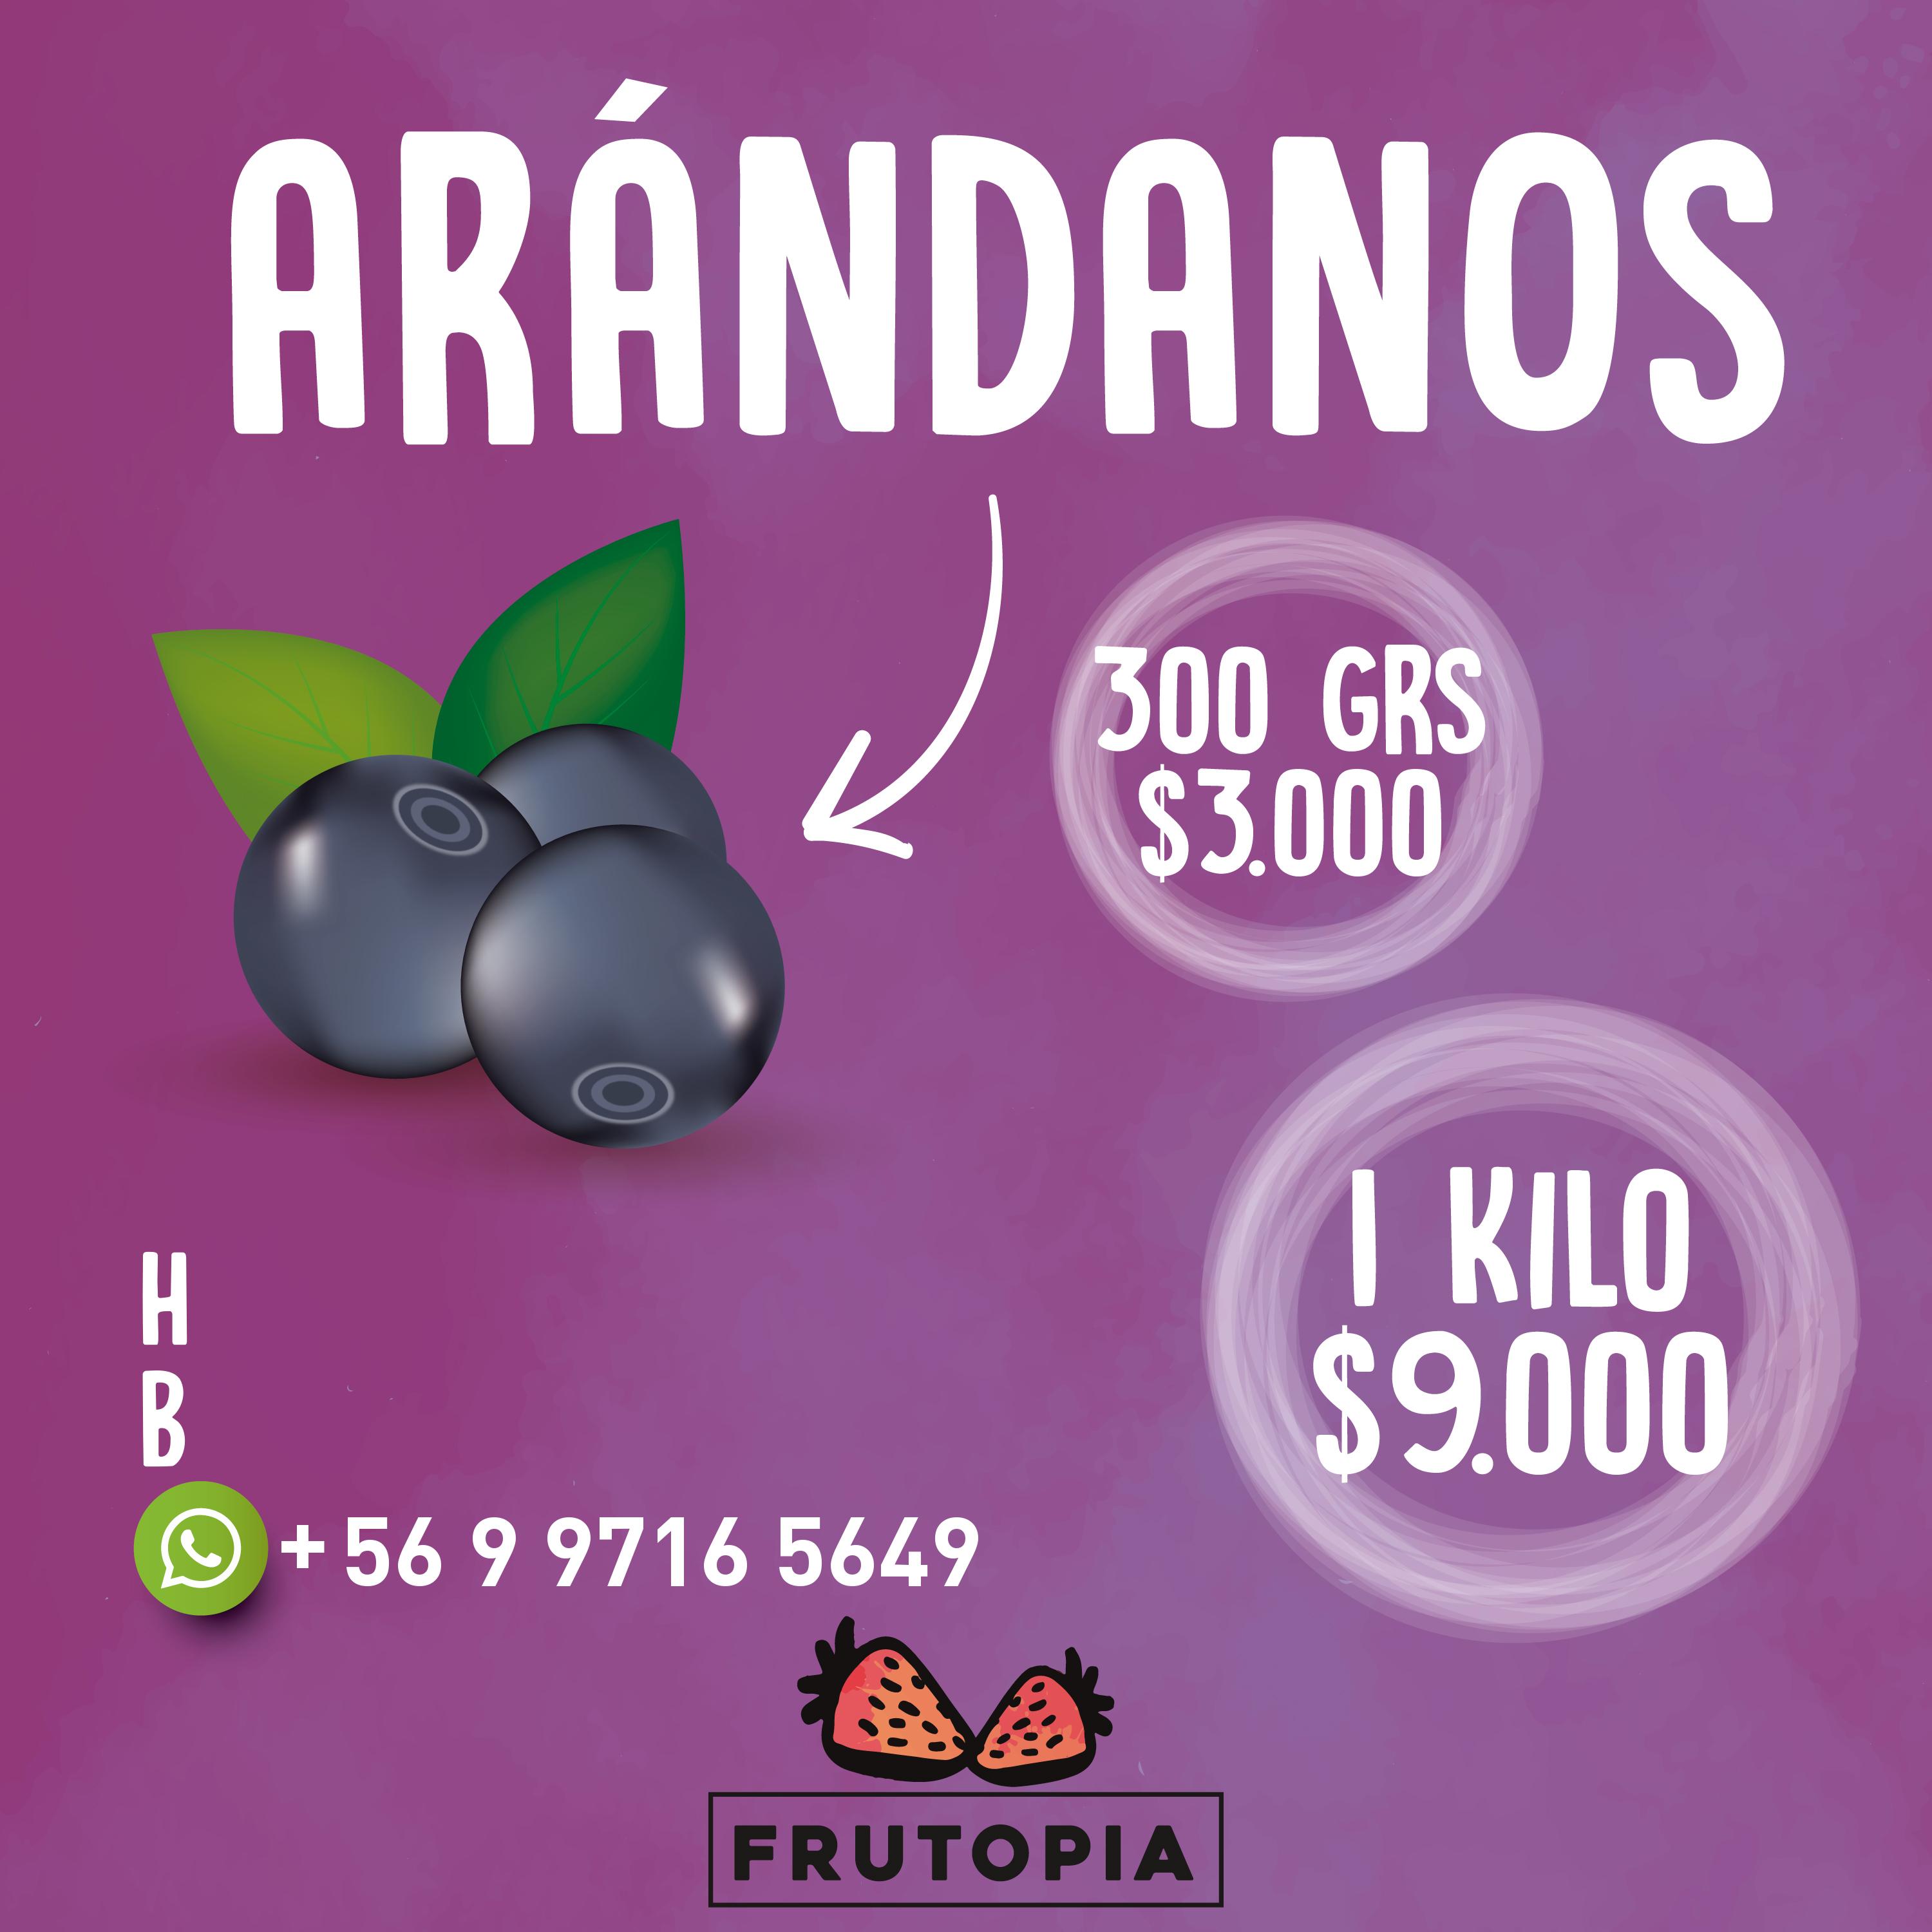 ARÁNDANOS
300 GRS
$3.000
1 KILO
$9.000
H
B
+56 9 9716 5649
FRUTOPIA